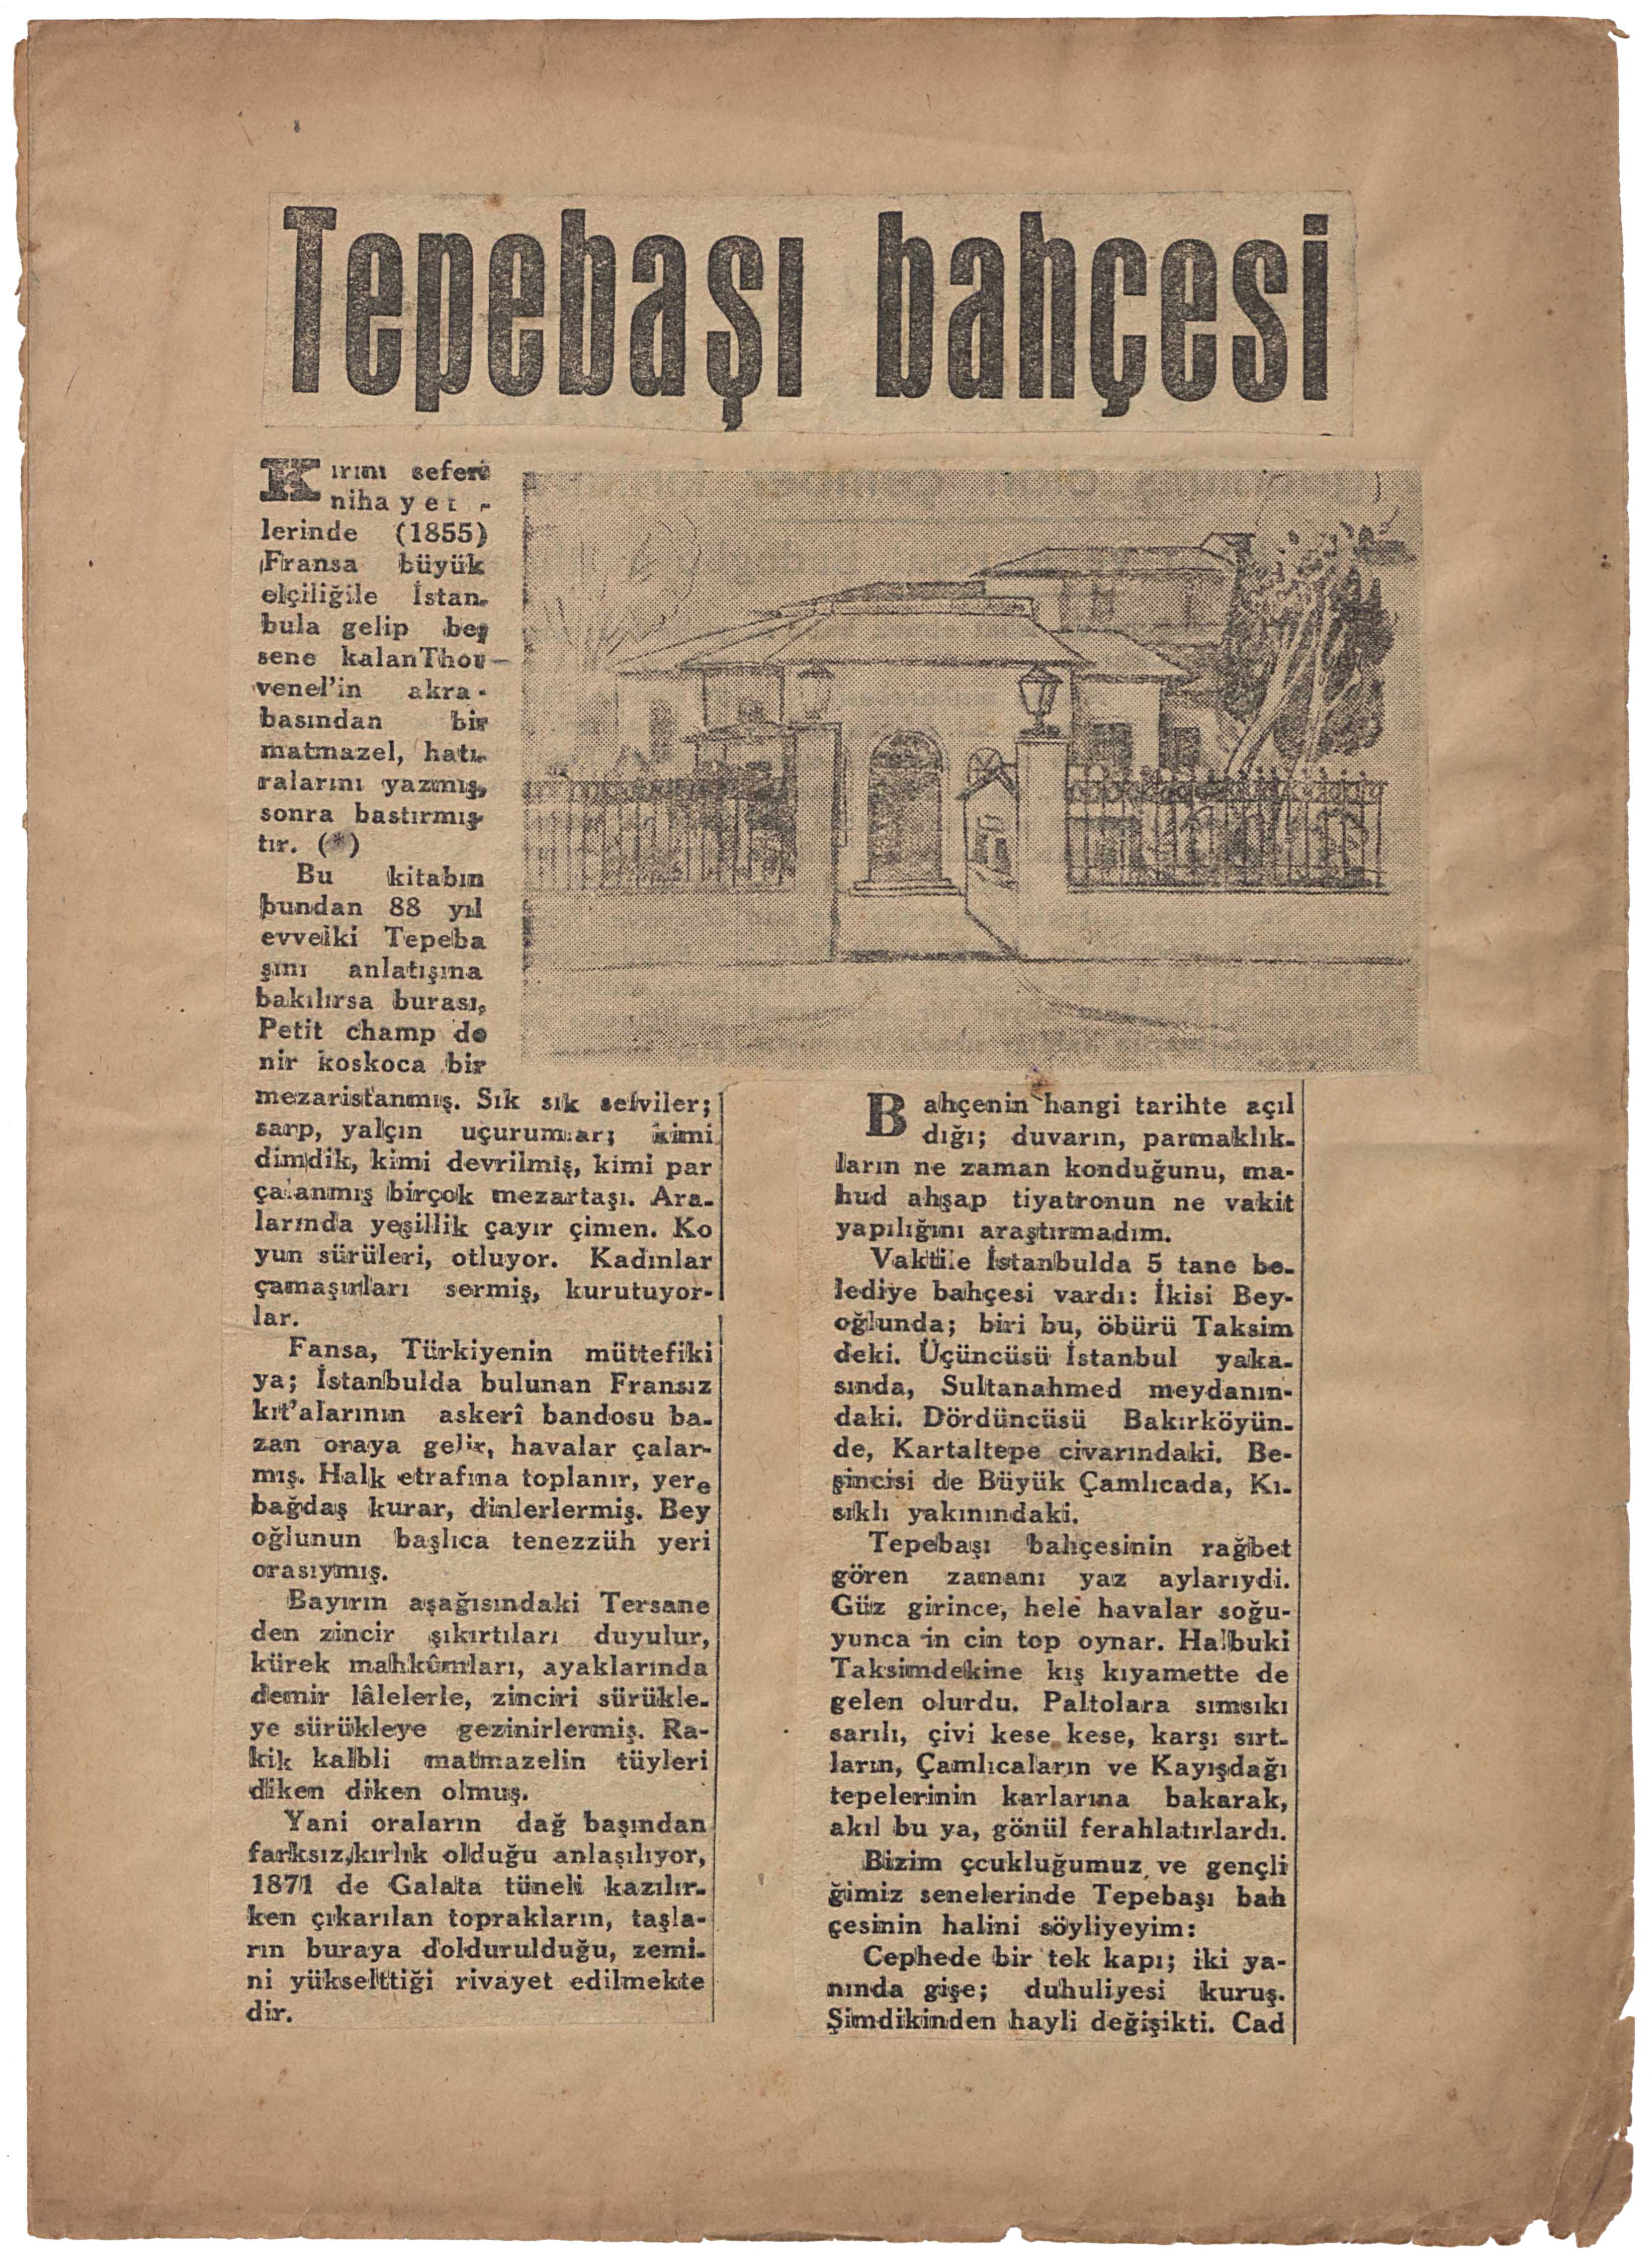 Tepebaşı bahçesi
Kırım seferi
nihayet -
lerinde (1855)
Fransa büyük
elçiliğile İstan-
bula gelip beş
sene kalan Thou-
venel'in akra-
basından bir
matmazel, hatı-
ralarını yazmış,
sonra bastırmış-
tır. (*)
Bu kitabın
bundan 88 yıl
evvelki Tepeba
şını anlatışına
bakılırsa burası,
Petit champ de
nir koskoca bir
mezaristanmış. Sık sık selviler;
sarp, yalçın uçurumlar; kimi
dimdik, kimi devrilmiş, kimi par
çalanmış birçok mezartaşı. Ara-
larında yeşillik çayır çimen. Ko
yun sürüleri, otluyor. Kadınlar
çamaşırları sermiş, kurutuyor-
lar.
Fansa, Türkiyenin müttefiki
ya; İstanbulda bulunan Fransız
kıt'alarının askerî bandosu ba-
zan oraya gelir, havalar çalar-
mış. Halk etrafına toplanır, yere
bağdaş kurar, dinlerlermiş. Bey
oğlunun başlıca tenezzüh yeri
orasıymış.
Bayırın aşağısındaki Tersane
den zincir şıkırtıları duyulur,
kürek mahkûmları, ayaklarında
demir lâlelerle, zinciri sürükle-
ye sürükleye gezinirlermiş. Ra-
kik kalbli matmazelin tüyleri
diken diken olmuş.
Yani oraların dağ başından
farksız, kırlık olduğu anlaşılıyor,
1871 de Galata tüneli kazılır-
ken çıkarılan toprakların, taşla-
rın buraya doldurulduğu, zemi-
ni yükselttiği rivayet edilmekte
dir.
Bahçenin hangi tarihte açıl
dığı; duvarın, parmaklık-
ların ne zaman konduğunu, ma-
hud ahşap tiyatronun ne vakit
yapılığını araştırmadım.
Vaktile İstanbulda 5 tane be-
lediye bahçesi vardı: İkisi Bey-
oğlunda; biri bu, öbürü Taksim
deki. Üçüncüsü İstanbul yaka-
sında, Sultanahmed meydanın-
daki. Dördüncüsü Bakırköyün-
de, Kartaltepe civarındaki. Be-
şincisi de Büyük Çamlıcada, Kı-
sıklı yakınındaki.
Tepebaşı bahçesinin rağbet
gören zamanı yaz aylarıydi.
Güz girince, hele havalar soğu-
yunca in cin top oynar. Halbuki
Taksimdekine kış kıyamette de
gelen olurdu. Paltolara sımsıkı
sarılı, çivi kese kese, karşı sırt-
ların, Çamlıcaların ve Kayışdağı
tepelerinin karlarına bakarak,
akıl bu ya, gönül ferahlatırlardı.
Bizim çcukluğumuz ve gençli
ğimiz senelerinde Tepebaşı bah
çesinin halini söyliyeyim:
Cephede bir tek kapı; iki ya-
nında gişe; duhuliyesi kuruş.
Şimdikinden hayli değişikti. Cad